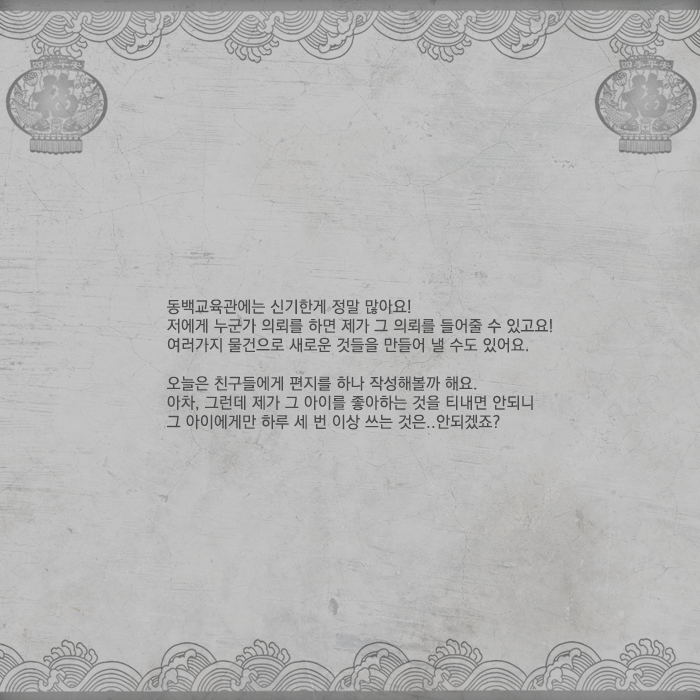 동백교육관에는 신기한게 정말 많아요!
저에게 누군가 의뢰를 하면 제가 그 의뢰를 들어줄 수 있고요!
여러가지 물건으로 새로운 것들을 만들어 낼 수도 있어요.
오늘은 친구들에게 편지를 하나 작성해볼까 해요.
아차, 그런데 제가 그 아이를 좋아하는 것을 티내면 안되니
그 아이에게만 하루 세 번 이상 쓰는 것은..안되겠죠?